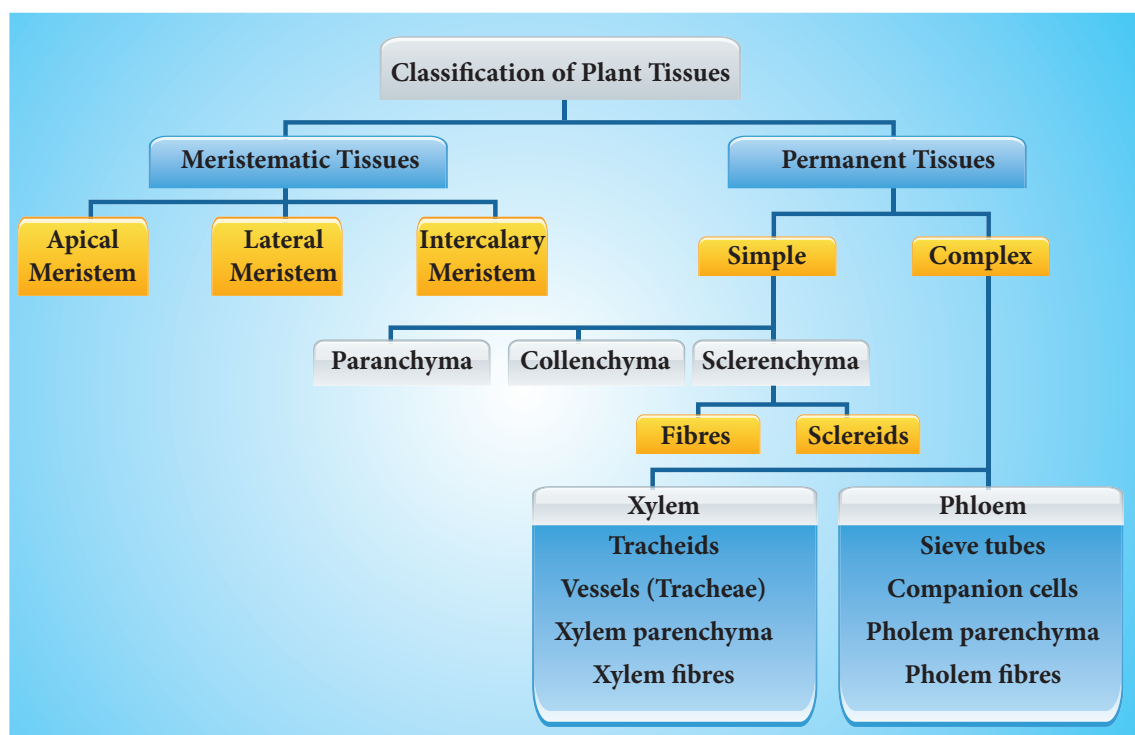 Classification of Plant Tissues
Meristematic Tissues
Permanent Tissues
Apical
Meristem
Lateral
Meristem
Intercalary
Meristem
Simple
Complex
Paranchyma
Collenchyma
Sclerenchyma
Fibres
Sclereids
Xylem
Tracheids
Vessels (Tracheae)
Xylem parenchyma
Xylem fibres
Phloem
Sieve tubes
Companion cells
Pholem parenchyma
Pholem fibres